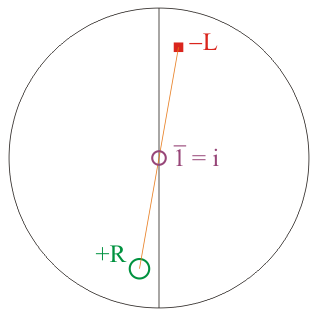 –L
1̅ = i
+R